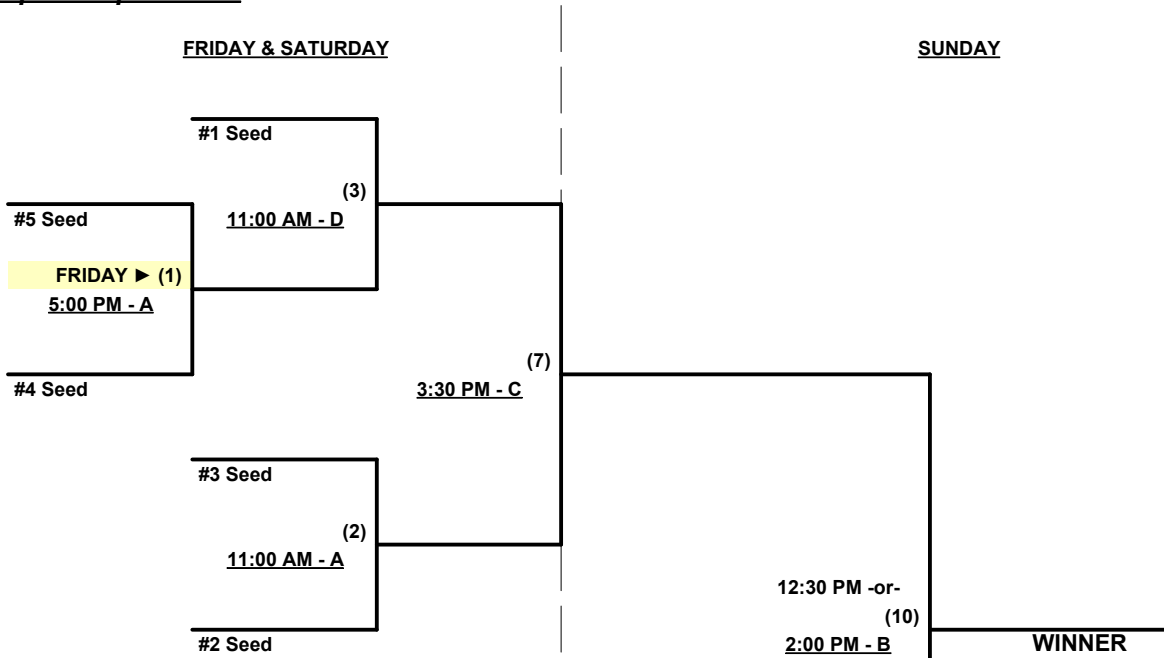 FRIDAY & SATURDAY
SUNDAY
#1 Seed
(3)
11:00 AM - D
#5 Seed
FRIDAY ► (1)
5:00 PM - A
#4 Seed
(7)
3:30 PM - C
#3 Seed
(2)
11:00 AM - A
#2 Seed
12:30 PM -or-
(10)
2:00 PM - B
WINNER